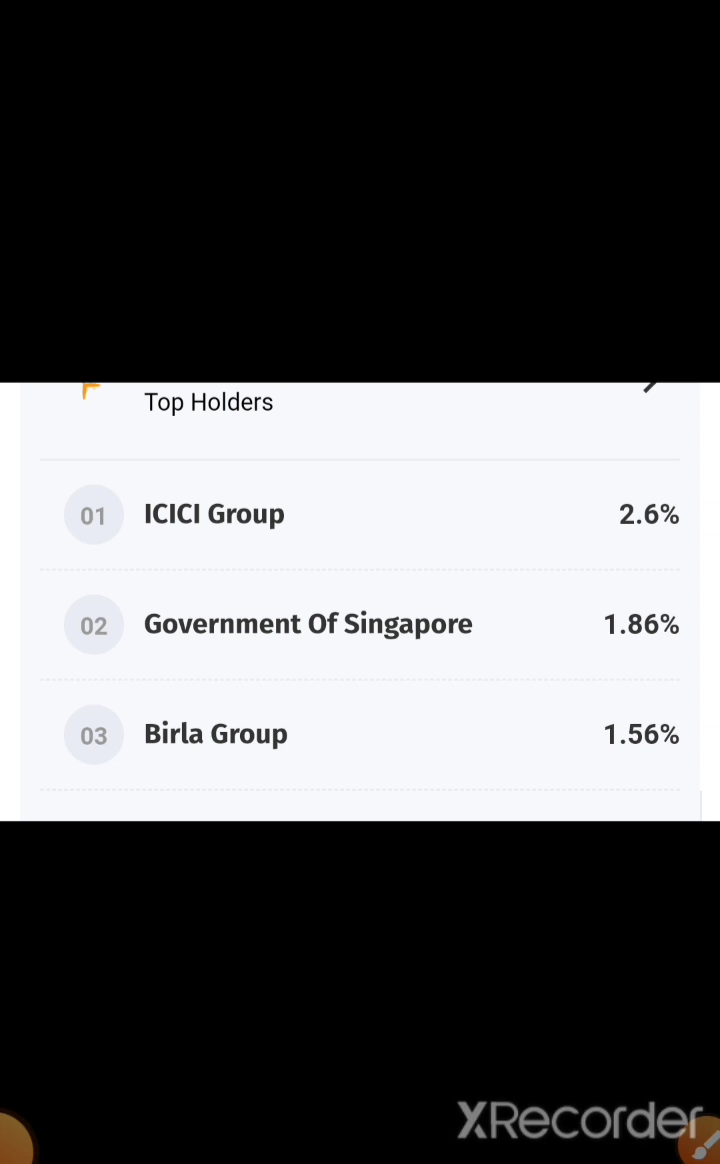 Top Holders
01 ICICI Group 2.6%
02 Government Of Singapore 1.86%
03 Birla Group 1.56%
XRecorder